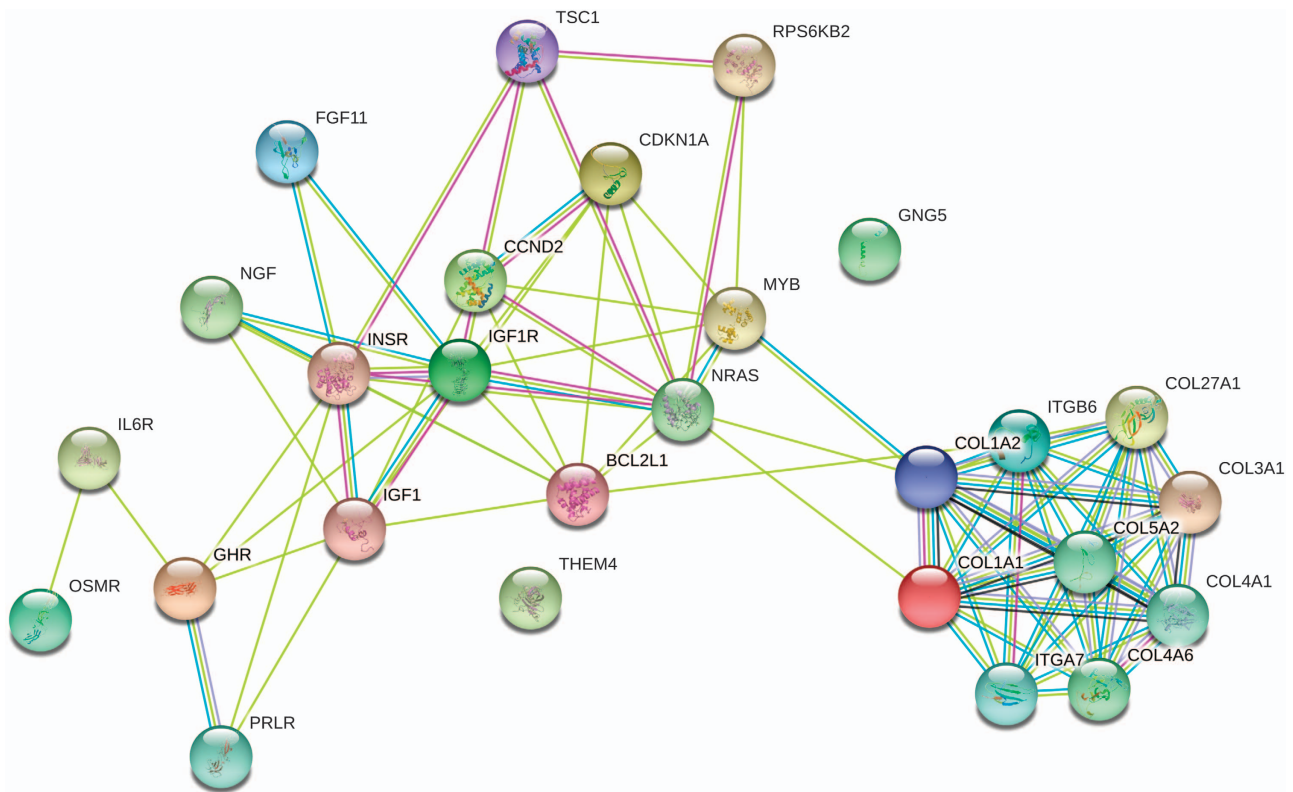 TSC1
RPS6KB2
FGF11
CDKN1A
GNG5
CCND2
NGF
MYB
INSR
IGF1R
NRAS
COL27A1
ITGB6
IL6R
COL1A2
BCL2L1
COL3A1
IGF1
COL5A2
GHR
THEM4
COL1A1
OSMR
COL4A1
ITGA7
COL4A6
PRLR